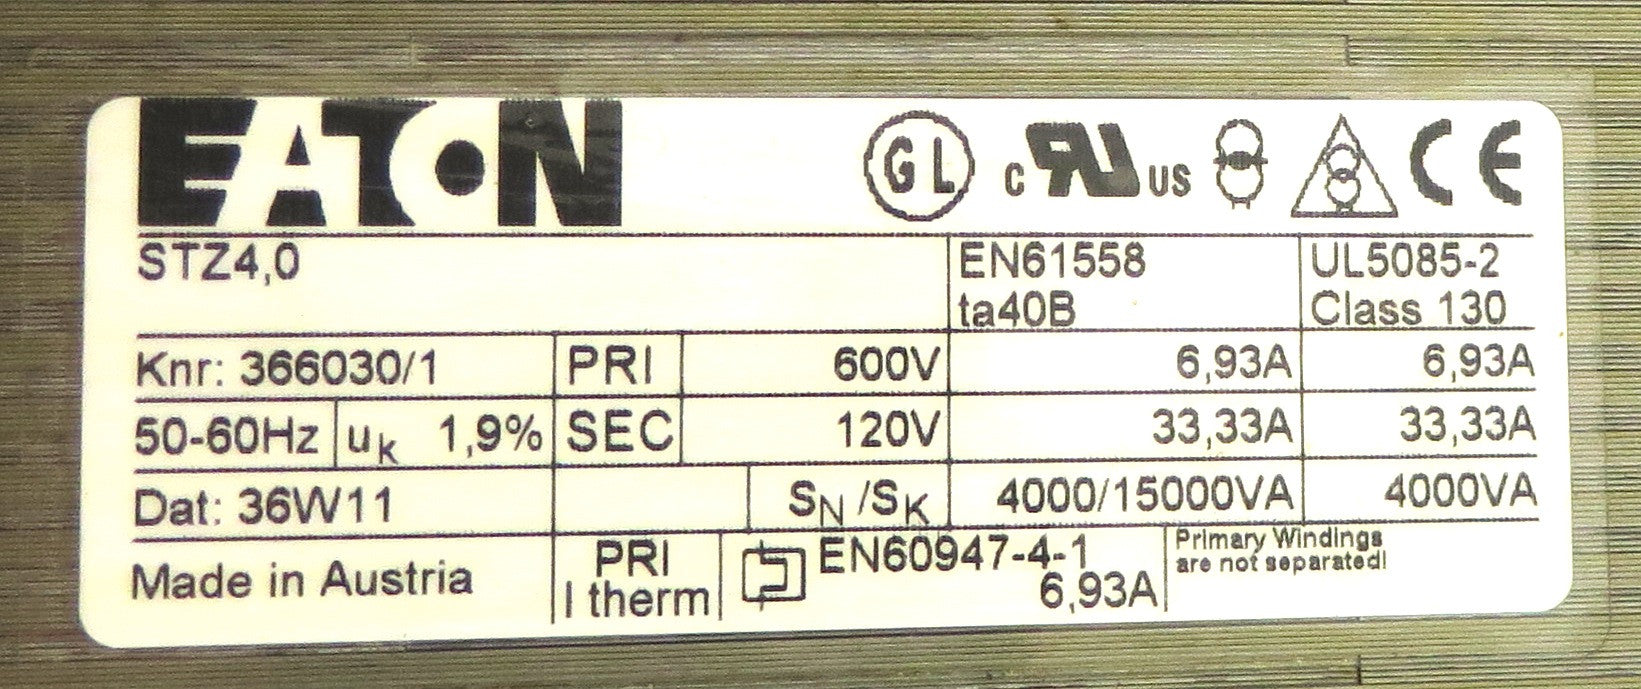 EATON
GL c RU US CE
STZ4,0 EN61558 UL5085-2
ta40B Class 130
Knr: 366030/1 PRI 600V 6,93A 6,93A
50-60Hz uk 1,9% SEC 120V 33,33A 33,33A
Dat: 36W11 SN/SK 4000/15000VA 4000VA
Made in Austria PRI EN60947-4-1 Primary Windings
I therm 6,93A are not separated!